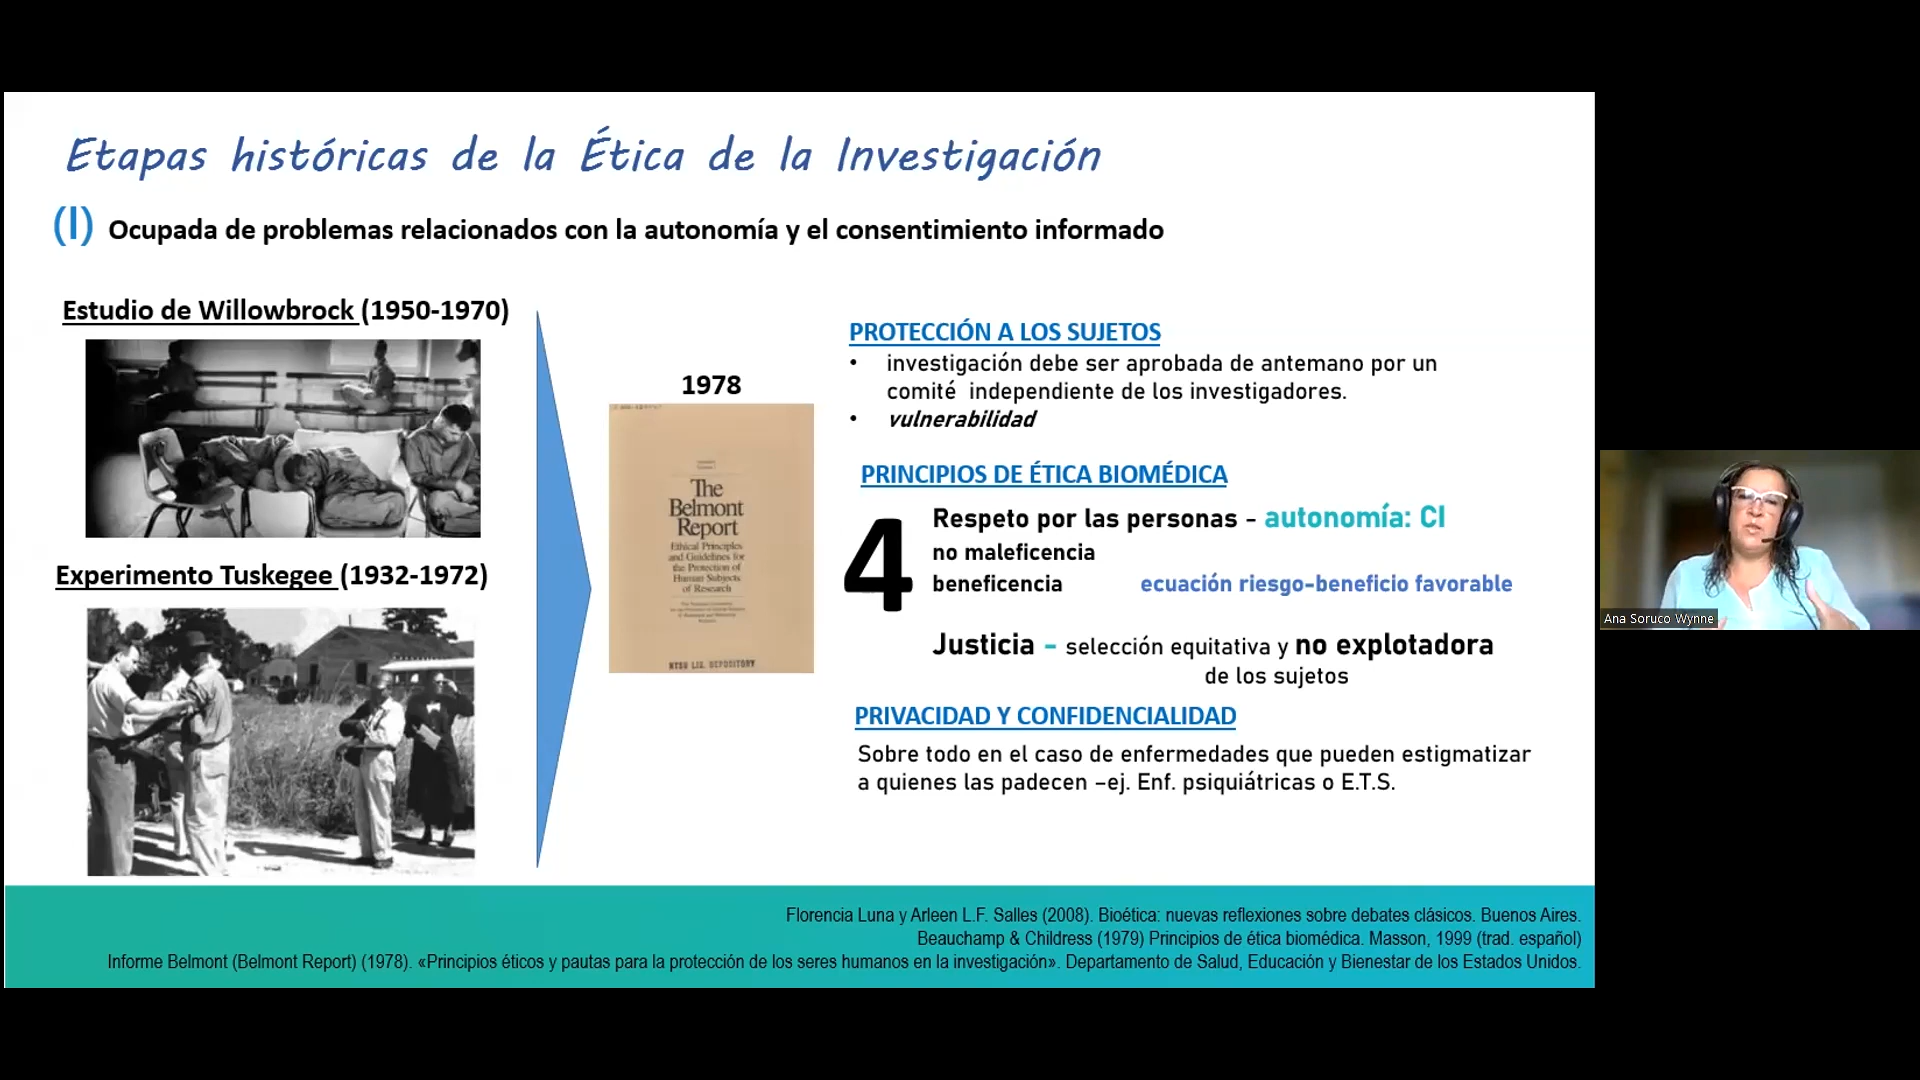 Etapas históricas de la Ética de la Investigación
(I) Ocupada de problemas relacionados con la autonomía y el consentimiento informado
Estudio de Willowbrock (1950-1970)
Experimento Tuskegee (1932-1972)
1978
The
Belmont
Report
Ethical Principles
and Guidelines for
the Protection of
Human Subjects
of Research
NTSU LIB. DEPOSITORY
PROTECCIÓN A LOS SUJETOS
• investigación debe ser aprobada de antemano por un
comité independiente de los investigadores.
• vulnerabilidad
PRINCIPIOS DE ÉTICA BIOMÉDICA
4
Respeto por las personas - autonomía: CI
no maleficencia
beneficencia ecuación riesgo-beneficio favorable
Justicia – selección equitativa y no explotadora
de los sujetos
PRIVACIDAD Y CONFIDENCIALIDAD
Sobre todo en el caso de enfermedades que pueden estigmatizar
a quienes las padecen –ej. Enf. psiquiátricas o E.T.S.
Florencia Luna y Arleen L.F. Salles (2008). Bioética: nuevas reflexiones sobre debates clásicos. Buenos Aires.
Beauchamp & Childress (1979) Principios de ética biomédica. Masson, 1999 (trad. español)
Informe Belmont (Belmont Report) (1978). «Principios éticos y pautas para la protección de los seres humanos en la investigación». Departamento de Salud, Educación y Bienestar de los Estados Unidos.
Ana Soruco Wynne